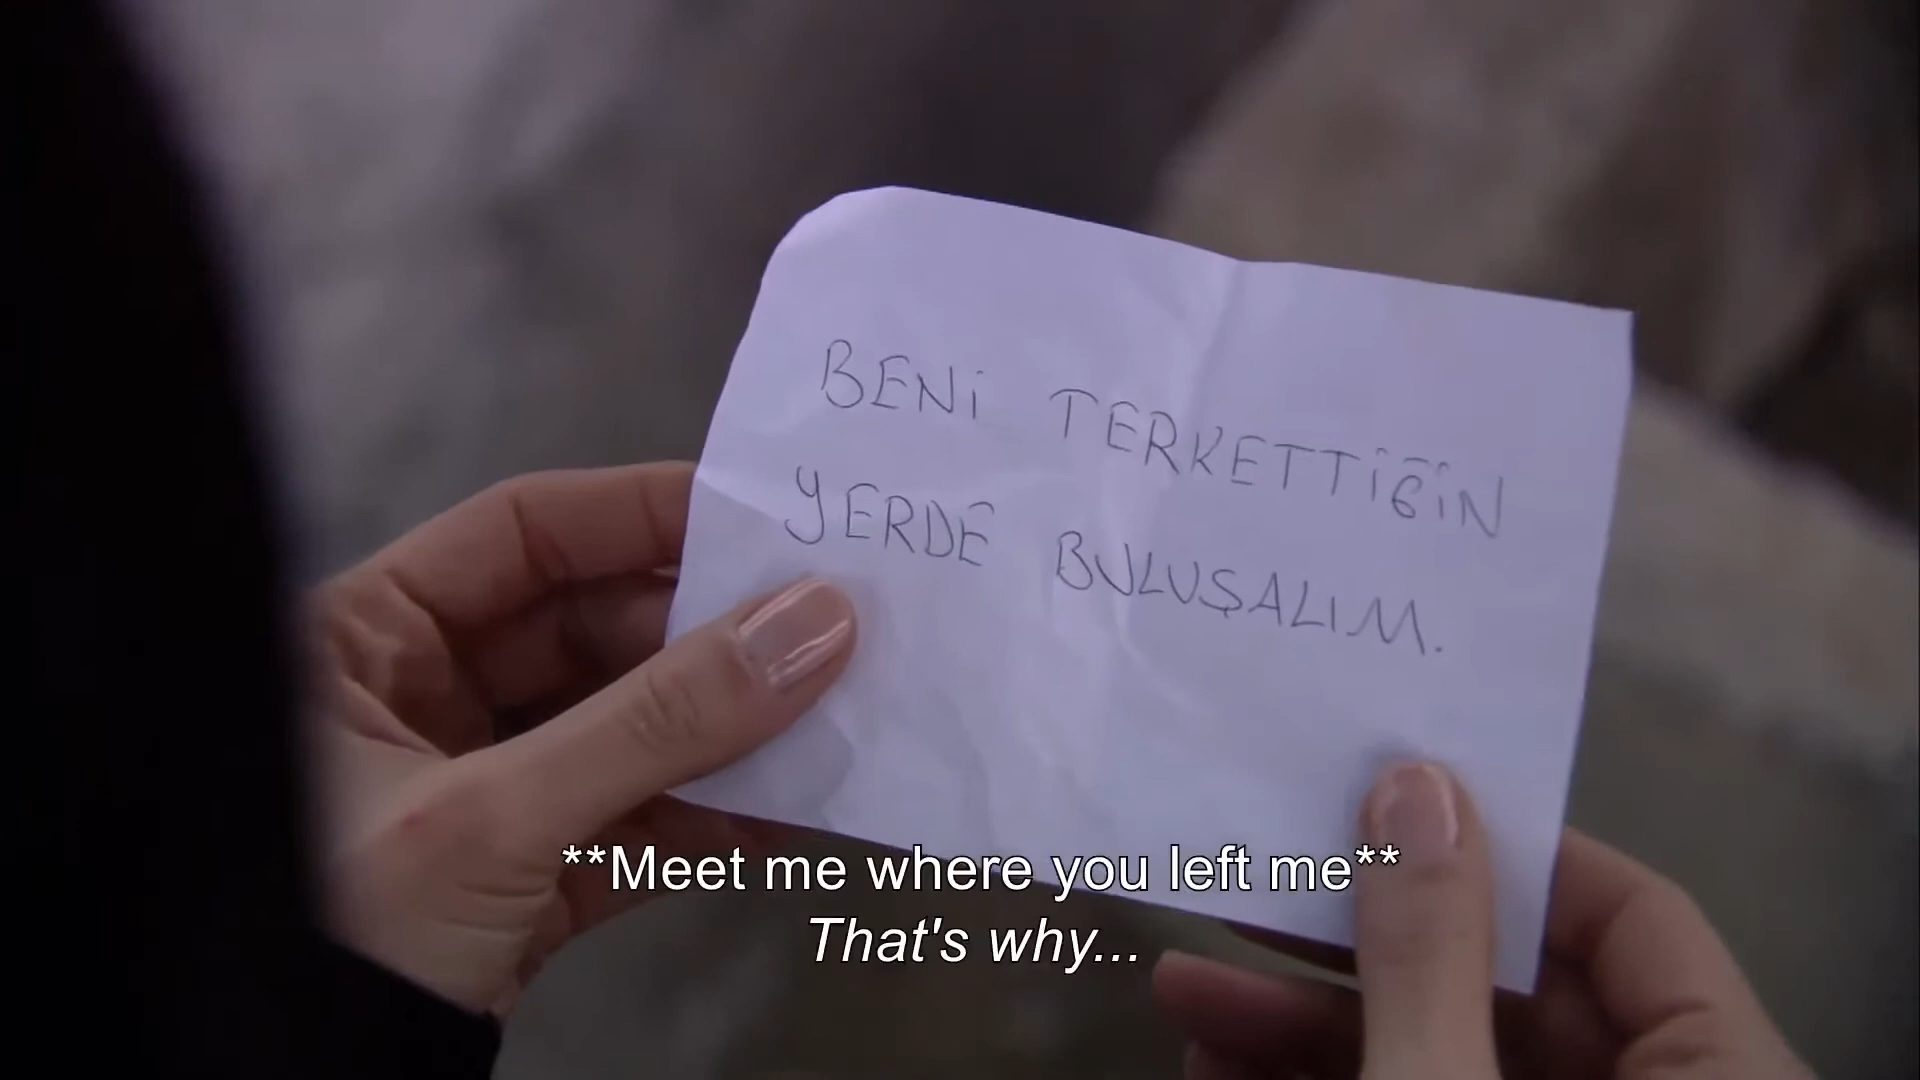 BENİ TERKETTİĞİN
YERDE BULUŞALIM.
**Meet me where you left me**
That's why...